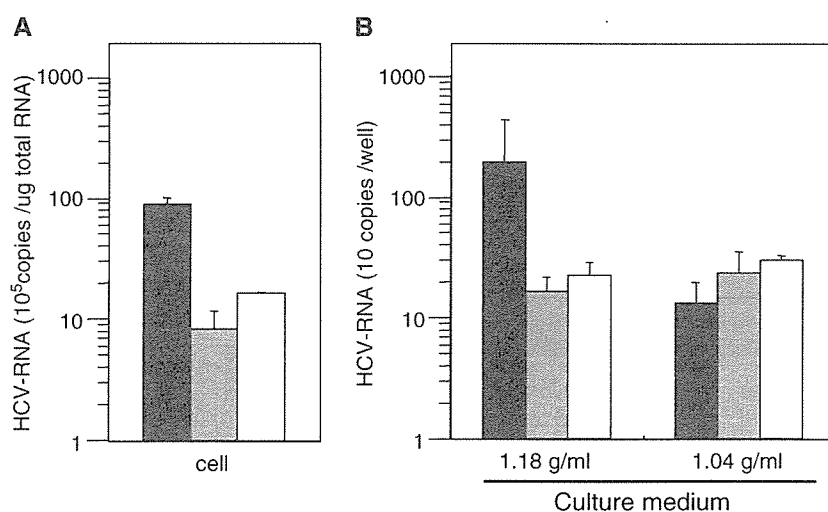 A
HCV-RNA (10⁵copies /ug total RNA)
1000
100
10
1
cell
B
HCV-RNA (10 copies /well)
1000
100
10
1
1.18 g/ml
1.04 g/ml
Culture medium